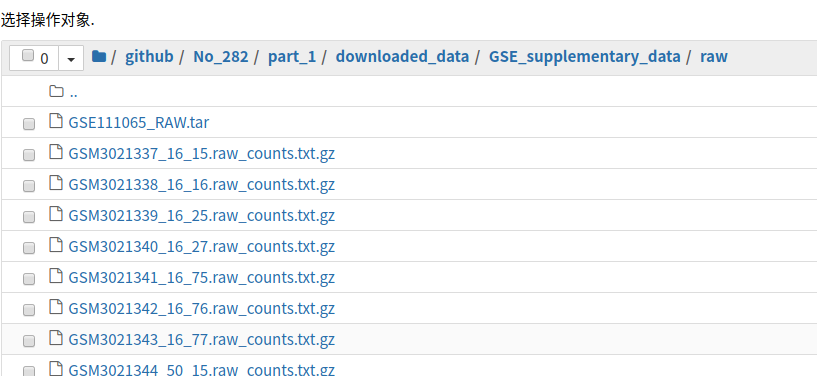 选择操作对象.
0 / github / No_282 / part_1 / downloaded_data / GSE_supplementary_data / raw
..
GSE111065_RAW.tar
GSM3021337_16_15.raw_counts.txt.gz
GSM3021338_16_16.raw_counts.txt.gz
GSM3021339_16_25.raw_counts.txt.gz
GSM3021340_16_27.raw_counts.txt.gz
GSM3021341_16_75.raw_counts.txt.gz
GSM3021342_16_76.raw_counts.txt.gz
GSM3021343_16_77.raw_counts.txt.gz
GSM3021344_50_15.raw_counts.txt.gz